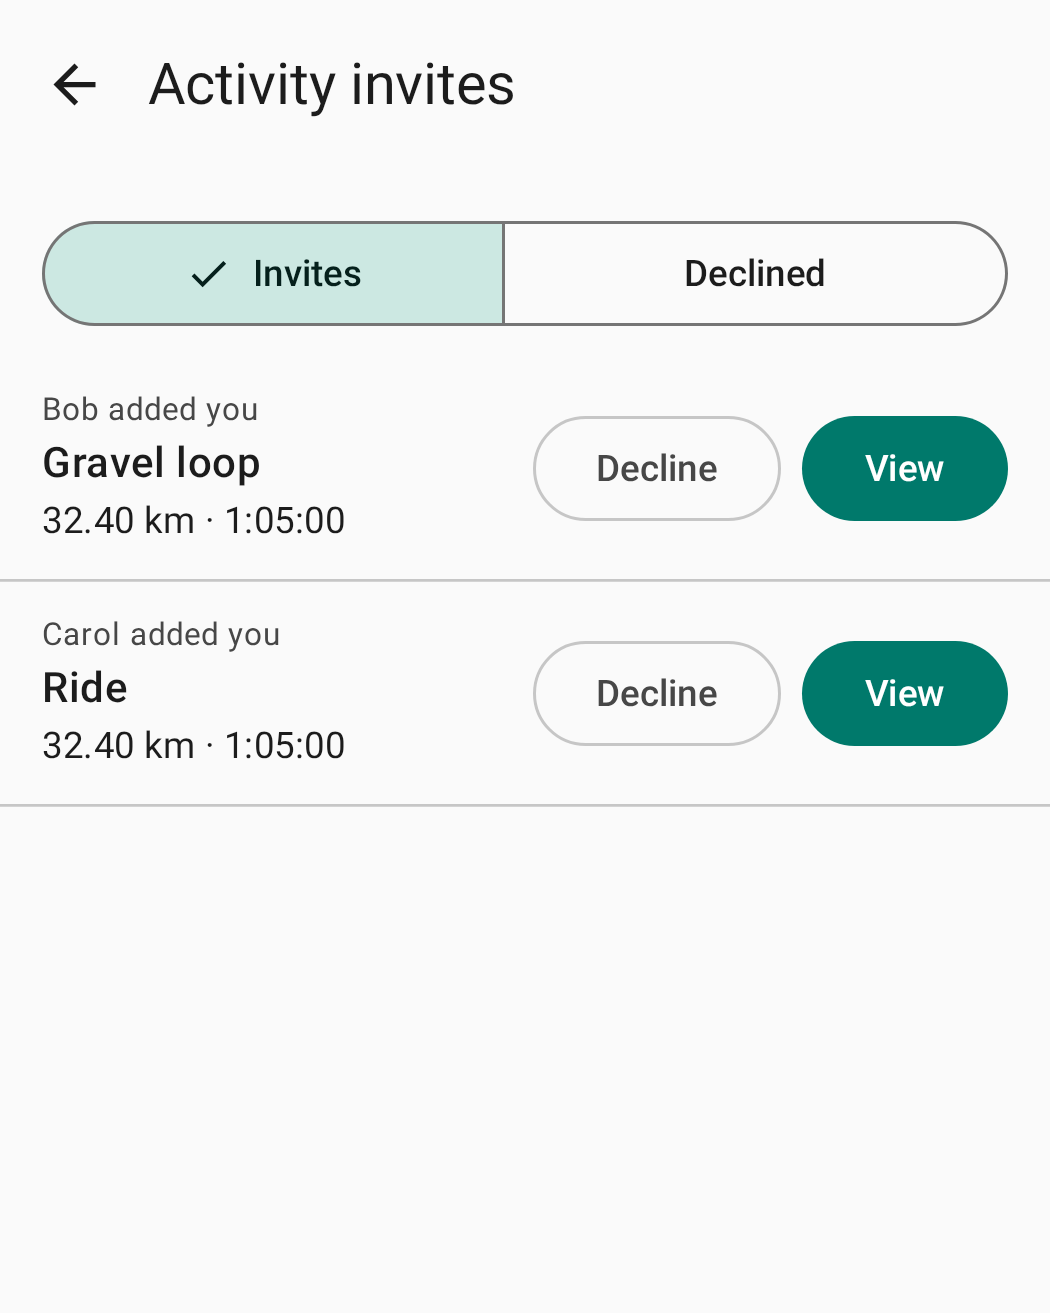 Activity invites
Invites
Declined
Bob added you
Gravel loop
32.40 km · 1:05:00
Decline
View
Carol added you
Ride
32.40 km · 1:05:00
Decline
View